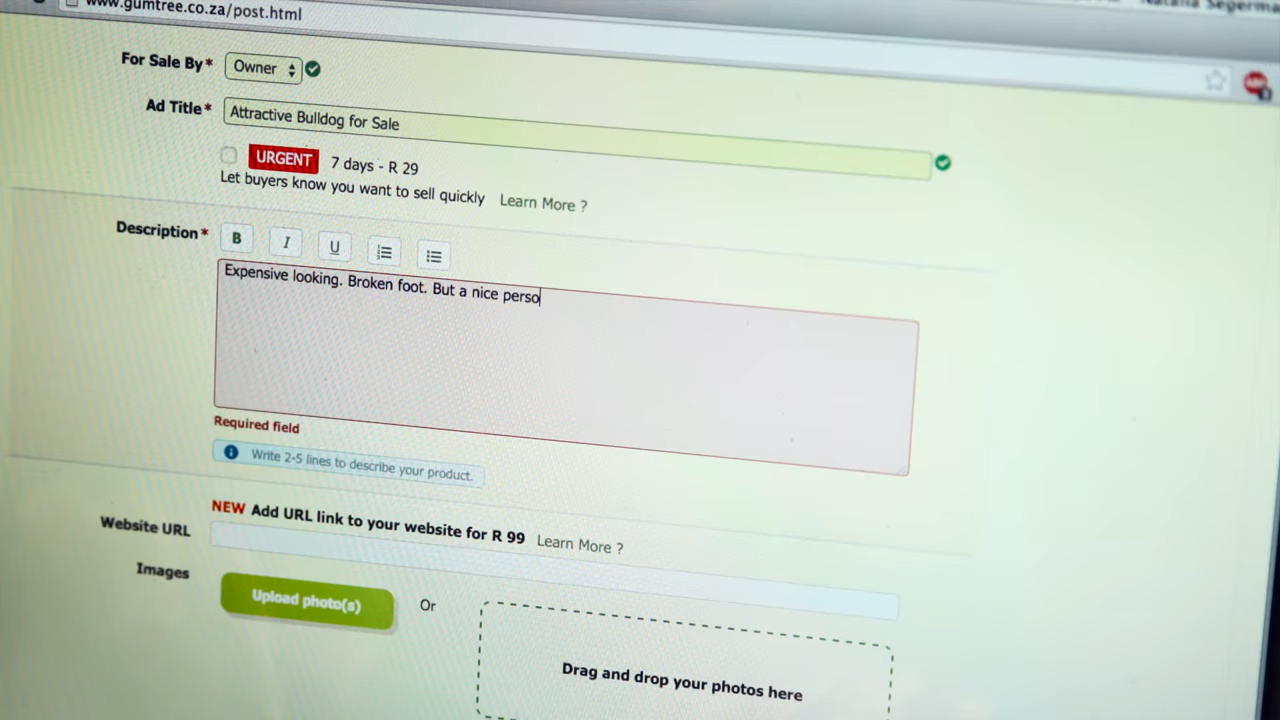 www.gumtree.co.za/post.html
For Sale By* Owner
Ad Title* Attractive Bulldog for Sale
URGENT 7 days - R 29
Let buyers know you want to sell quickly Learn More ?
Description* B I U
Expensive looking. Broken foot. But a nice perso
Required field
Write 2-5 lines to describe your product.
NEW Add URL link to your website for R 99 Learn More ?
Website URL
Images
Upload photo(s) Or
Drag and drop your photos here